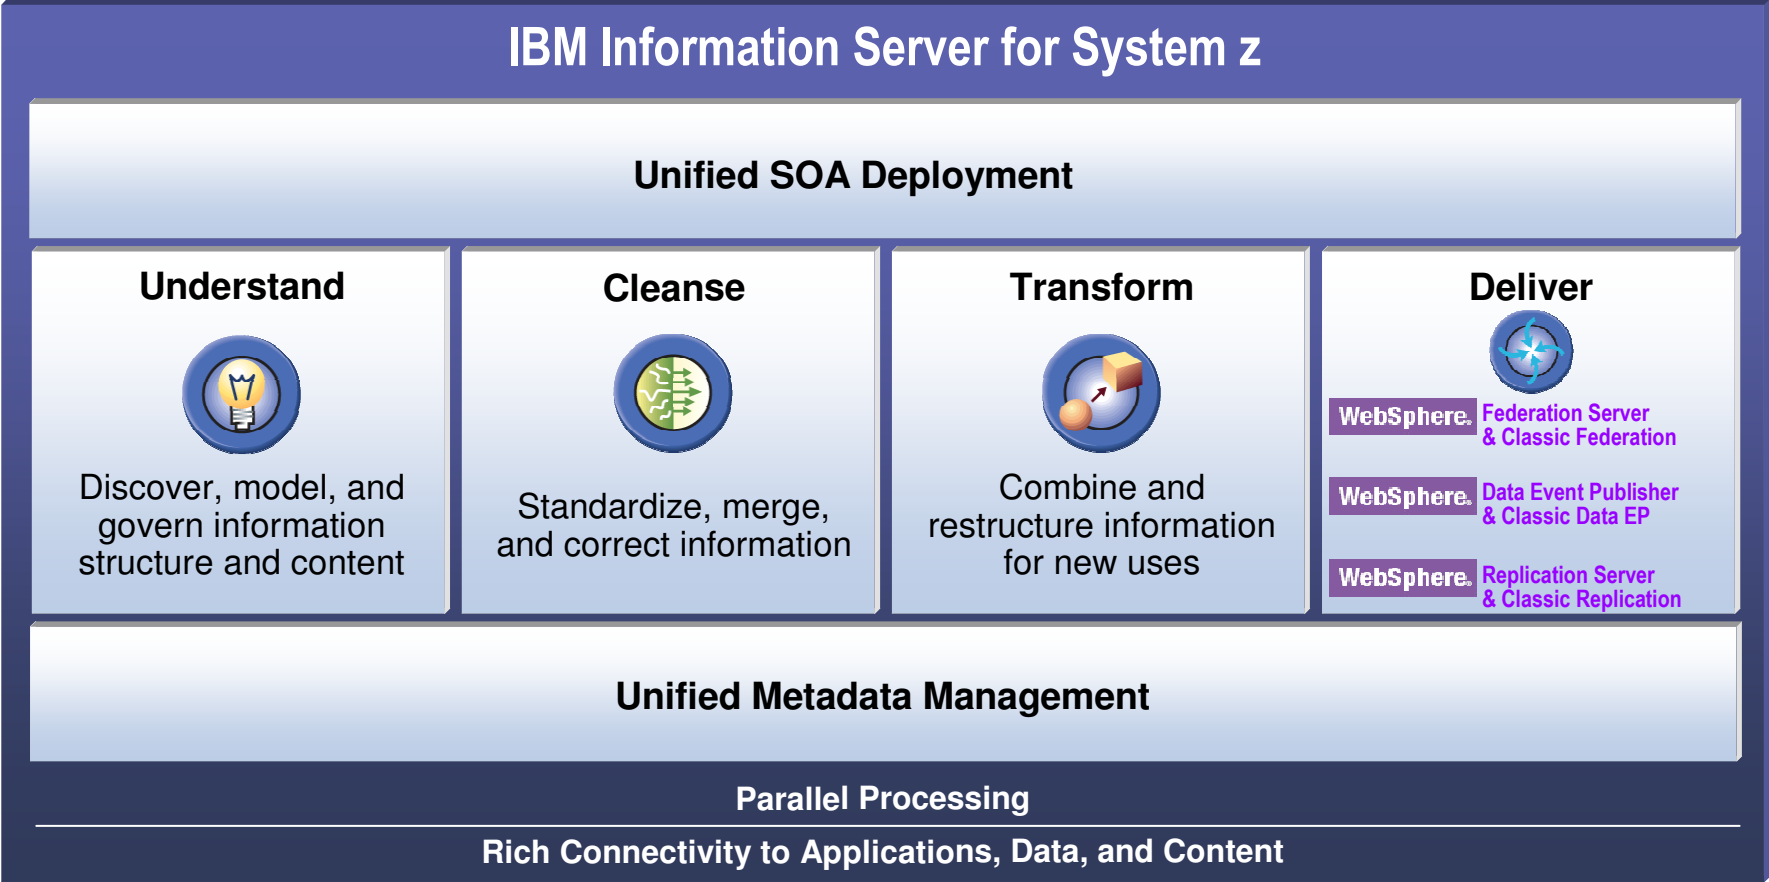 IBM Information Server for System z
Unified SOA Deployment
Understand
Discover, model, and
govern information
structure and content
Cleanse
Standardize, merge,
and correct information
Transform
Combine and
restructure information
for new uses
Deliver
WebSphere® Federation Server
& Classic Federation
WebSphere® Data Event Publisher
& Classic Data EP
WebSphere® Replication Server
& Classic Replication
Unified Metadata Management
Parallel Processing
Rich Connectivity to Applications, Data, and Content